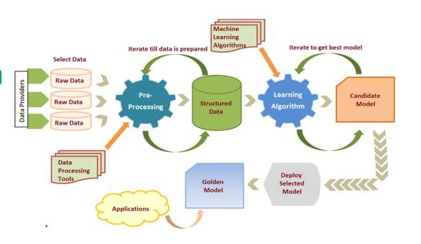 Machine
Learning
Algorithms
Select Data
Iterate till data is prepared
Iterate to get best model
Data Providers
Raw Data
Raw Data
Raw Data
Pre-
Processing
Structured
Data
Learning
Algorithm
Candidate
Model
Data
Processing
Tools
Golden
Model
Deploy
Selected
Model
Applications